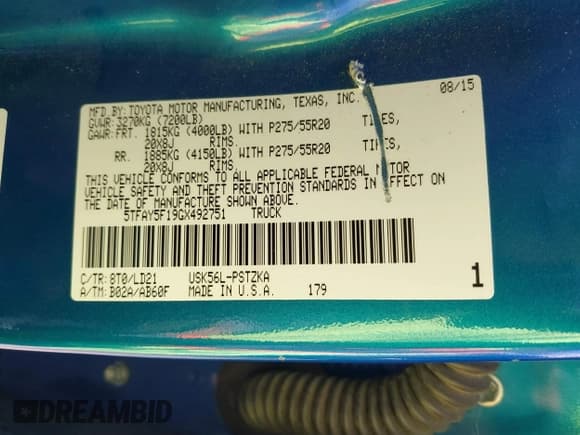 MFD.BY:TOYOTA MOTOR MANUFACTURING, TEXAS, INC. 08/15
GVWR:3270KG (7200LB)
GAWR:FRT. 1815KG (4000LB) WITH P275/55R20 TIRES,
20X8J RIMS.
RR. 1885KG (4150LB) WITH P275/55R20 TIRES,
20X8J RIMS.
THIS VEHICLE CONFORMS TO ALL APPLICABLE FEDERAL MOTOR
VEHICLE SAFETY AND THEFT PREVENTION STANDARDS IN EFFECT ON
THE DATE OF MANUFACTURE SHOWN ABOVE.
5TFAY5F19GX492751 TRUCK
C/TR:8T0/LD21 USK56L-PSTZKA
A/TM:B02A/AB60F MADE IN U.S.A. 179 1
DREAMBID